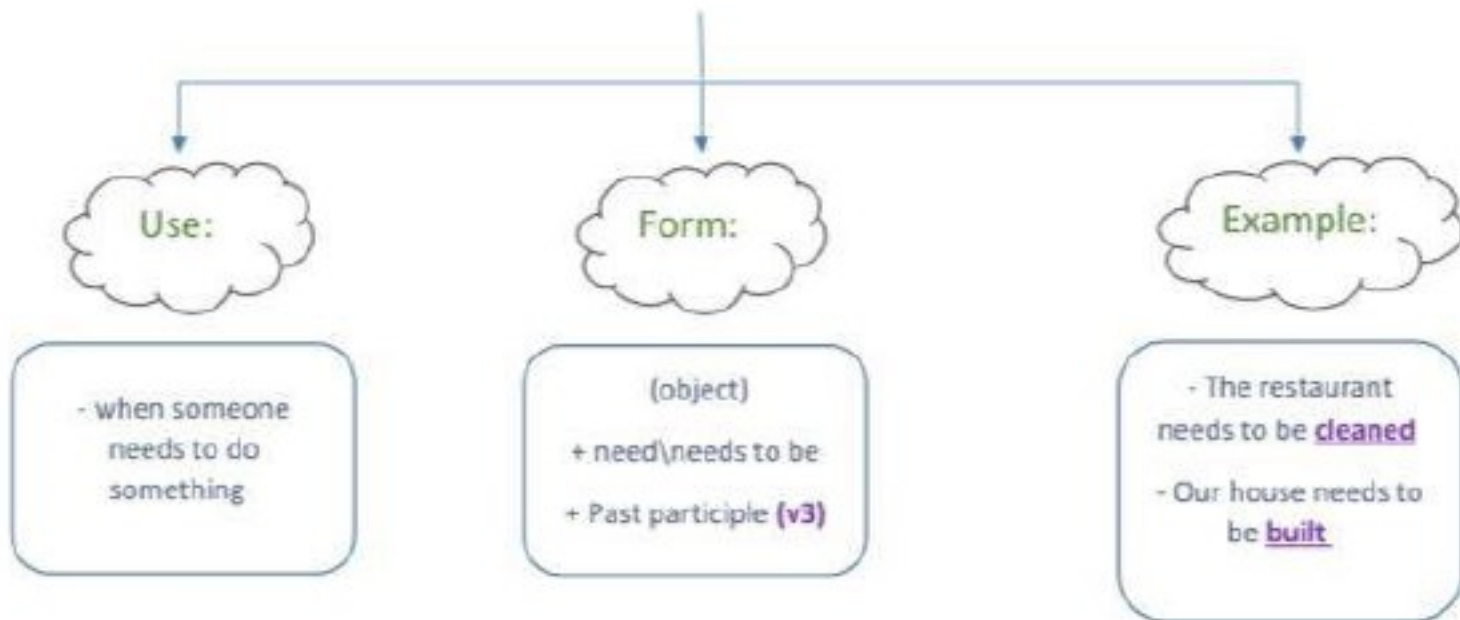 Use:
- when someone
needs to do
something
Form:
(object)
+ need\needs to be
+ Past participle (v3)
Example:
- The restaurant
needs to be cleaned
- Our house needs to
be built